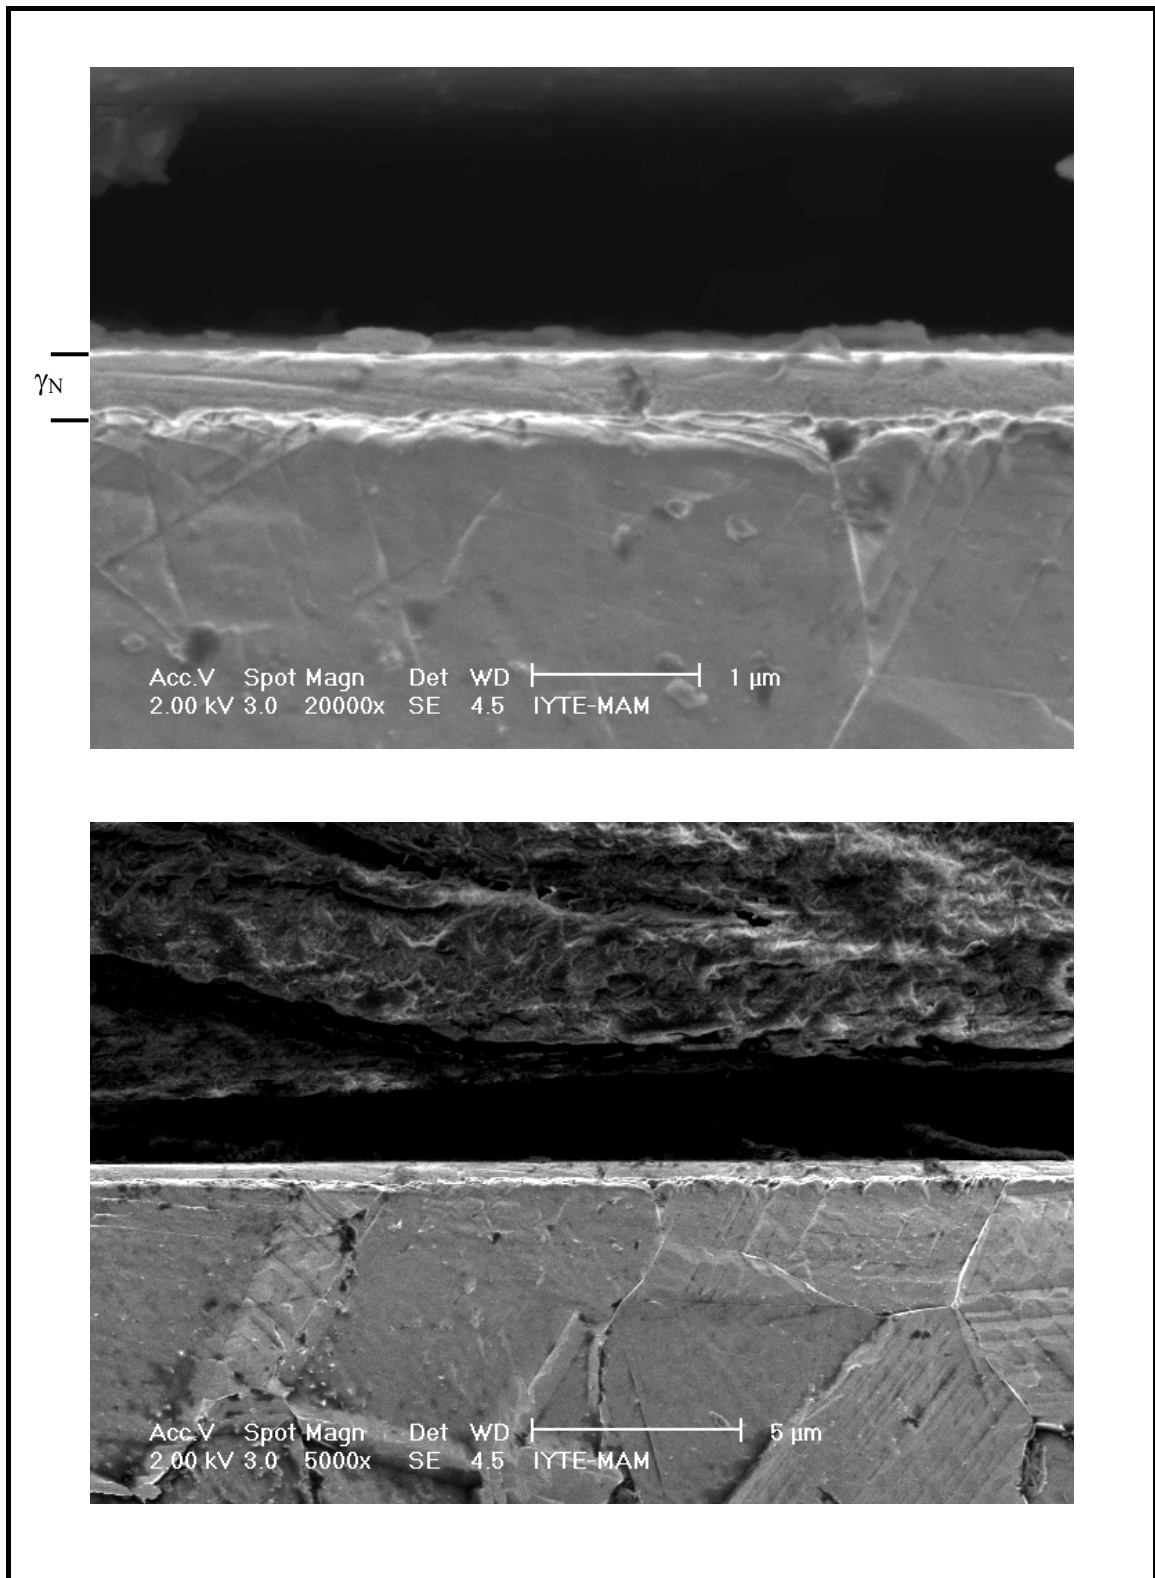 γN
Acc.V Spot Magn Det WD 1 µm
2.00 kV 3.0 20000x SE 4.5 IYTE-MAM
Acc.V Spot Magn Det WD 5 µm
2.00 kV 3.0 5000x SE 4.5 IYTE-MAM